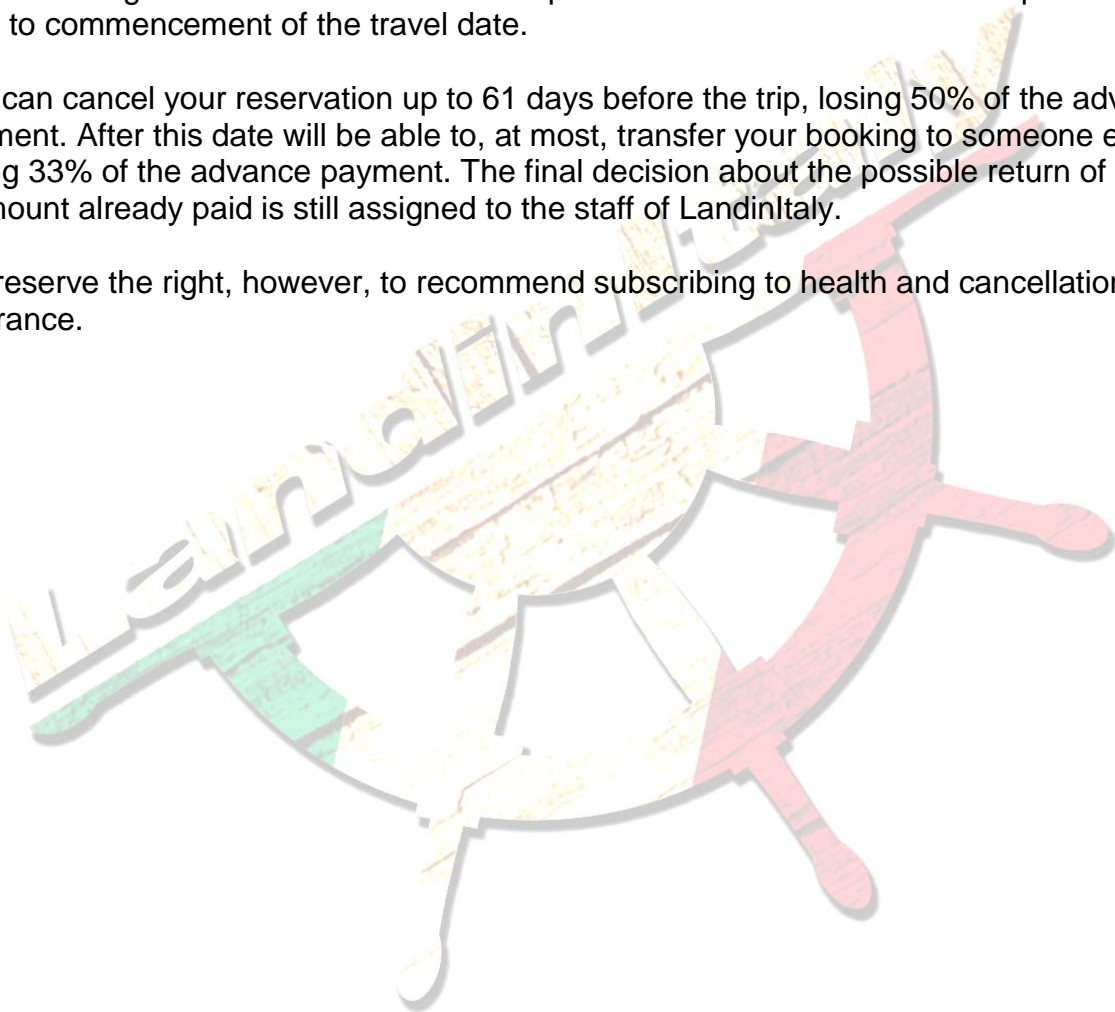 to commencement of the travel date.
can cancel your reservation up to 61 days before the trip, losing 50% of the adv
ment. After this date will be able to, at most, transfer your booking to someone e
g 33% of the advance payment. The final decision about the possible return of
mount already paid is still assigned to the staff of LandinItaly.
reserve the right, however, to recommend subscribing to health and cancellation
rance.
LandinItaly